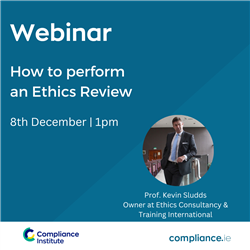 Webinar
How to perform
an Ethics Review
8th December | 1pm
Prof. Kevin Sludds
Owner at Ethics Consultancy &
Training International
Compliance
Institute
compliance.ie